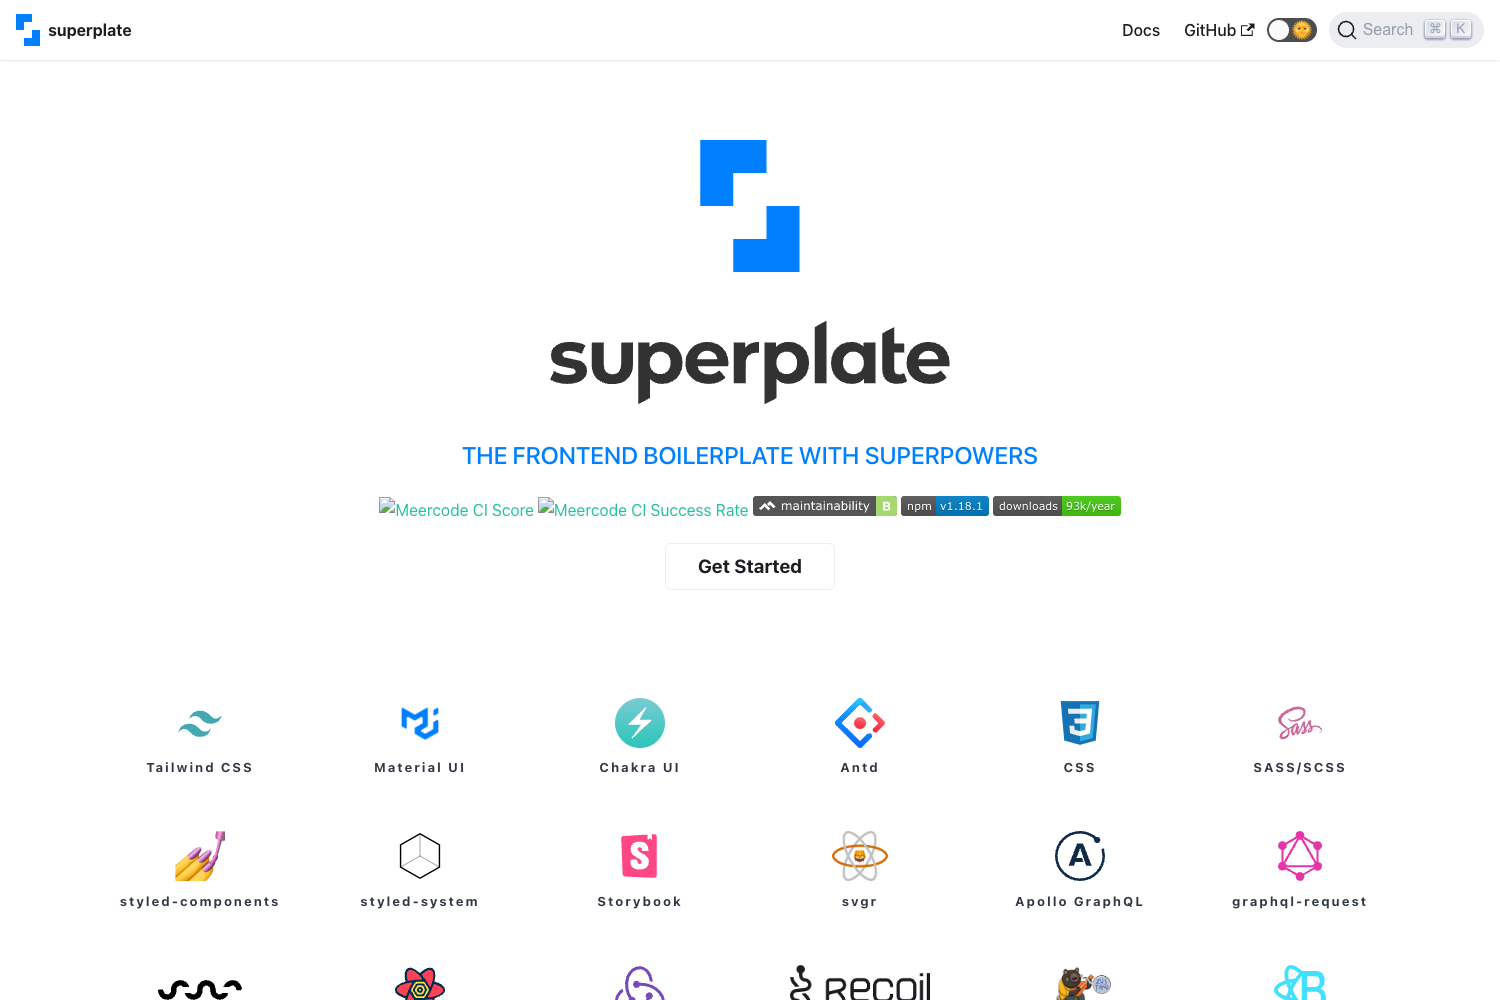 superplate
Docs GitHub Search ⌘ K
superplate
THE FRONTEND BOILERPLATE WITH SUPERPOWERS
Meercode CI Score Meercode CI Success Rate maintainability B npm v1.18.1 downloads 93k/year
Get Started
Tailwind CSS Material UI Chakra UI Antd CSS SASS/SCSS
styled-components styled-system Storybook svgr Apollo GraphQL graphql-request
recoil